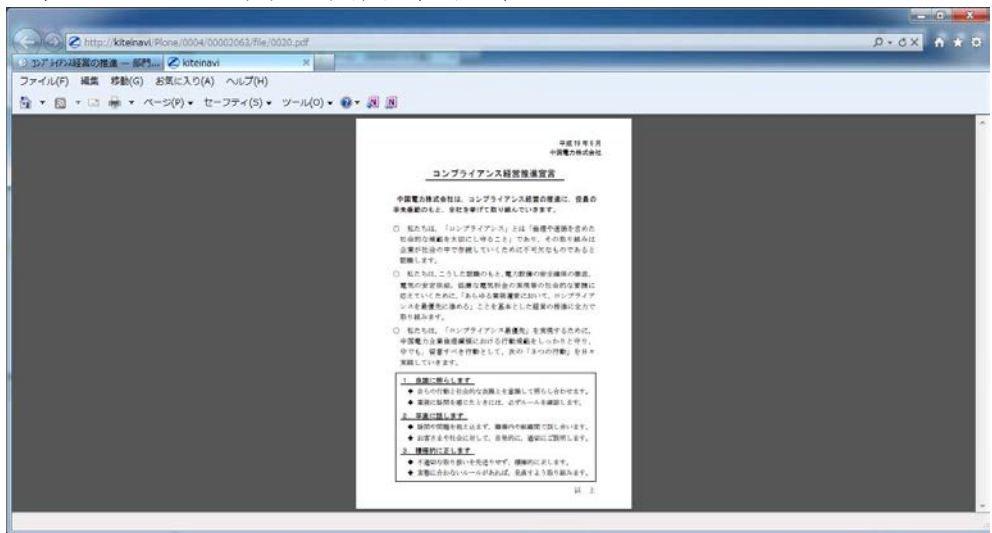 http://kiteinavi/Plone/0004/00002063/file/0020.pdf
ｺﾝﾌﾟﾗｲｱﾝｽ経営の推進 — 部門...
kiteinavi
ファイル(F) 編集 移動(G) お気に入り(A) ヘルプ(H)
ページ(P) セーフティ(S) ツール(O)
平成19年6月
中国電力株式会社
コンプライアンス経営推進宣言
中国電力株式会社は、コンプライアンス経営の推進に、役員の
率先垂範のもと、全社を挙げて取り組んでいきます。
○ 私たちは、「コンプライアンス」とは「倫理や道徳を含めた
社会的な規範を大切にし守ること」であり、その取り組みは
企業が社会の中で存続していくために不可欠なものであると
認識します。
○ 私たちは、こうした認識のもと、電力設備の安全確保の徹底、
電気の安定供給、低廉な電気料金の実現等の社会的な要請に
応えていくために、「あらゆる業務運営において、コンプライア
ンスを最優先に進める」ことを基本とした経営の推進に全力で
取り組みます。
○ 私たちは、「コンプライアンス最優先」を実現するために、
中国電力企業倫理綱領における行動規範をしっかりと守り、
中でも、留意すべき行動として、次の「3つの行動」を日々
実践していきます。
1．良識に照らします
◆ 自らの行動と社会的な良識とを意識して照らし合わせます。
◆ 業務に疑問を感じたときには、必ずルールを確認します。
2．率直に話します
◆ 疑問や問題を抱え込まず、職場内や組織間で話し合います。
◆ お客さまや社会に対して、自発的に、適切にご説明します。
3．積極的に正します
◆ 不適切な取り扱いを先送りせず、積極的に正します。
◆ 実態に合わないルールがあれば、見直すよう取り組みます。
以 上